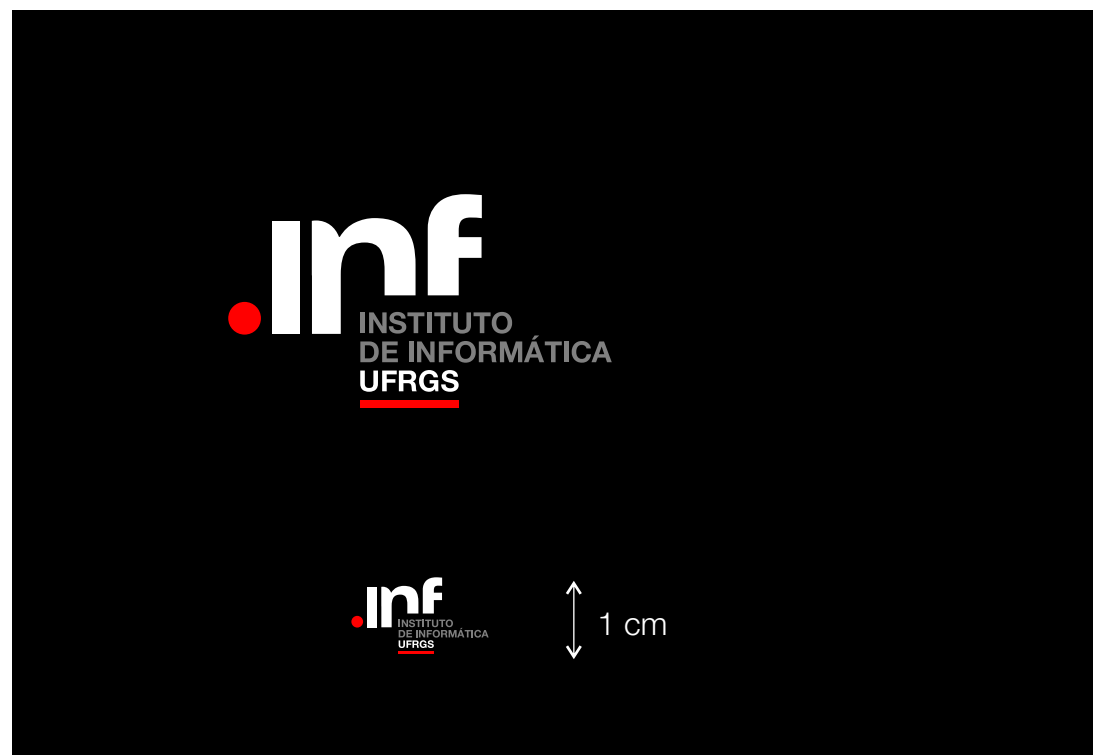 .inf
INSTITUTO
DE INFORMÁTICA
UFRGS
.inf
INSTITUTO
DE INFORMÁTICA
UFRGS
1 cm